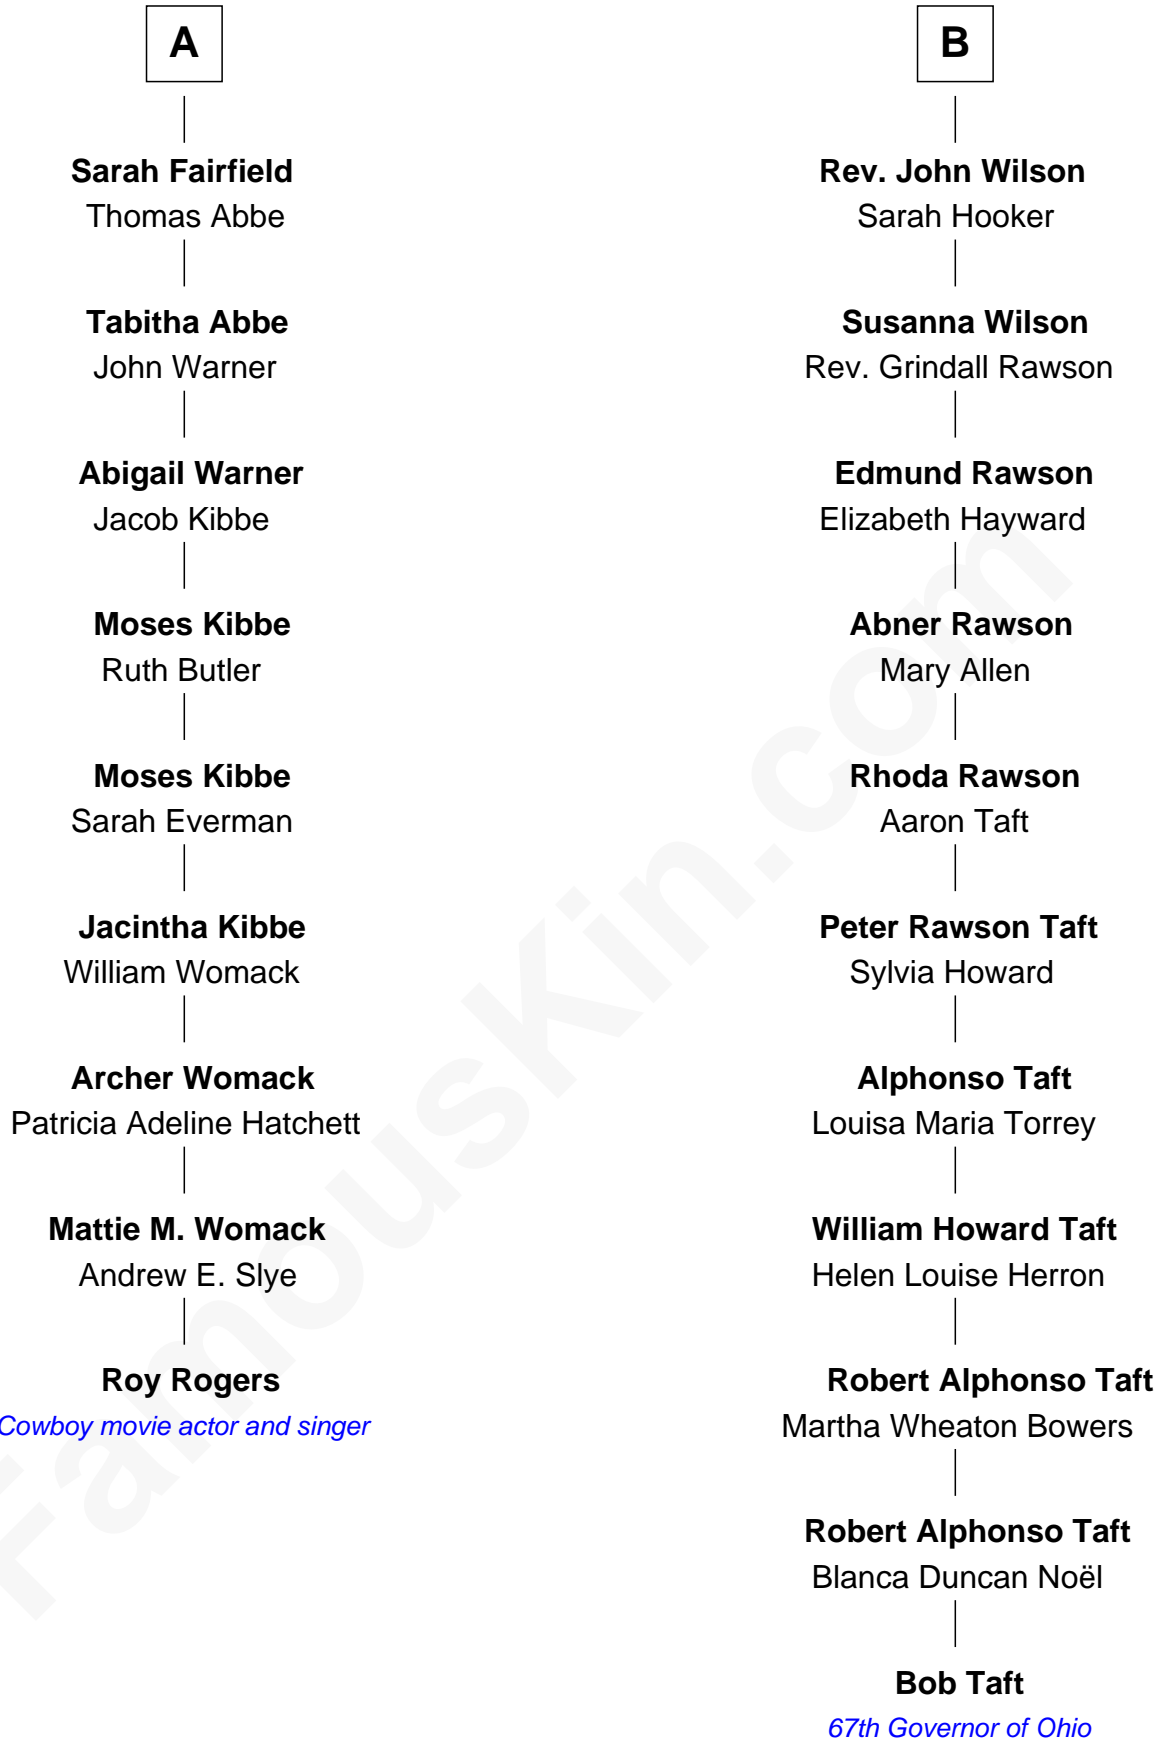 A
Sarah Fairfield
Thomas Abbe
Tabitha Abbe
John Warner
Abigail Warner
Jacob Kibbe
Moses Kibbe
Ruth Butler
Moses Kibbe
Sarah Everman
Jacintha Kibbe
William Womack
Archer Womack
Patricia Adeline Hatchett
Mattie M. Womack
Andrew E. Slye
Roy Rogers
Cowboy movie actor and singer
B
Rev. John Wilson
Sarah Hooker
Susanna Wilson
Rev. Grindall Rawson
Edmund Rawson
Elizabeth Hayward
Abner Rawson
Mary Allen
Rhoda Rawson
Aaron Taft
Peter Rawson Taft
Sylvia Howard
Alphonso Taft
Louisa Maria Torrey
William Howard Taft
Helen Louise Herron
Robert Alphonso Taft
Martha Wheaton Bowers
Robert Alphonso Taft
Blanca Duncan Noël
Bob Taft
67th Governor of Ohio
FamousKin.com